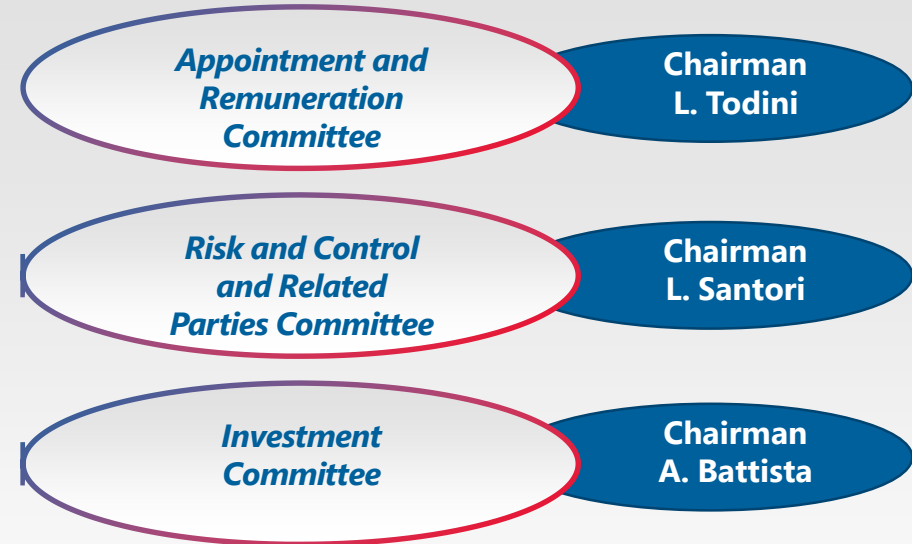 Appointment and
Remuneration
Committee
Chairman
L. Todini
Risk and Control
and Related
Parties Committee
Chairman
L. Santori
Investment
Committee
Chairman
A. Battista